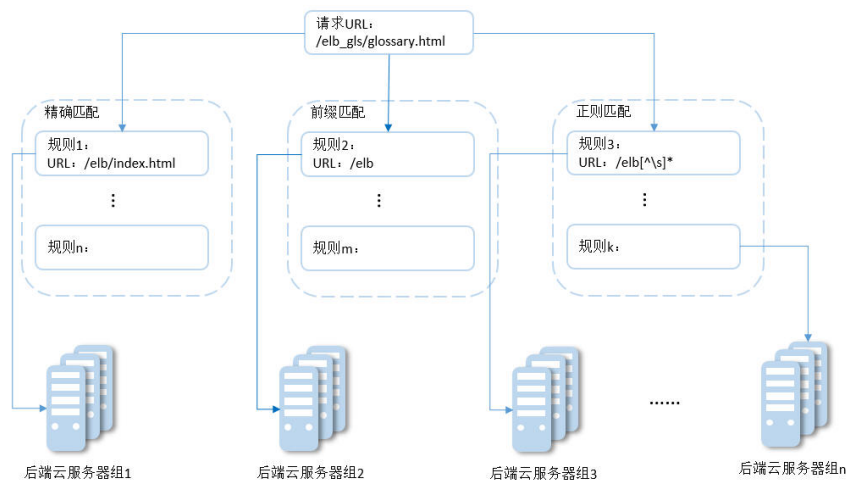 请求URL：
/elb_gls/glossary.html
精确匹配
规则1：
URL：/elb/index.html
⋮
规则n：
前缀匹配
规则2：
URL：/elb
⋮
规则m：
正则匹配
规则3：
URL：/elb[^\s]*
⋮
规则k：
......
后端云服务器组1
后端云服务器组2
后端云服务器组3
后端云服务器组n